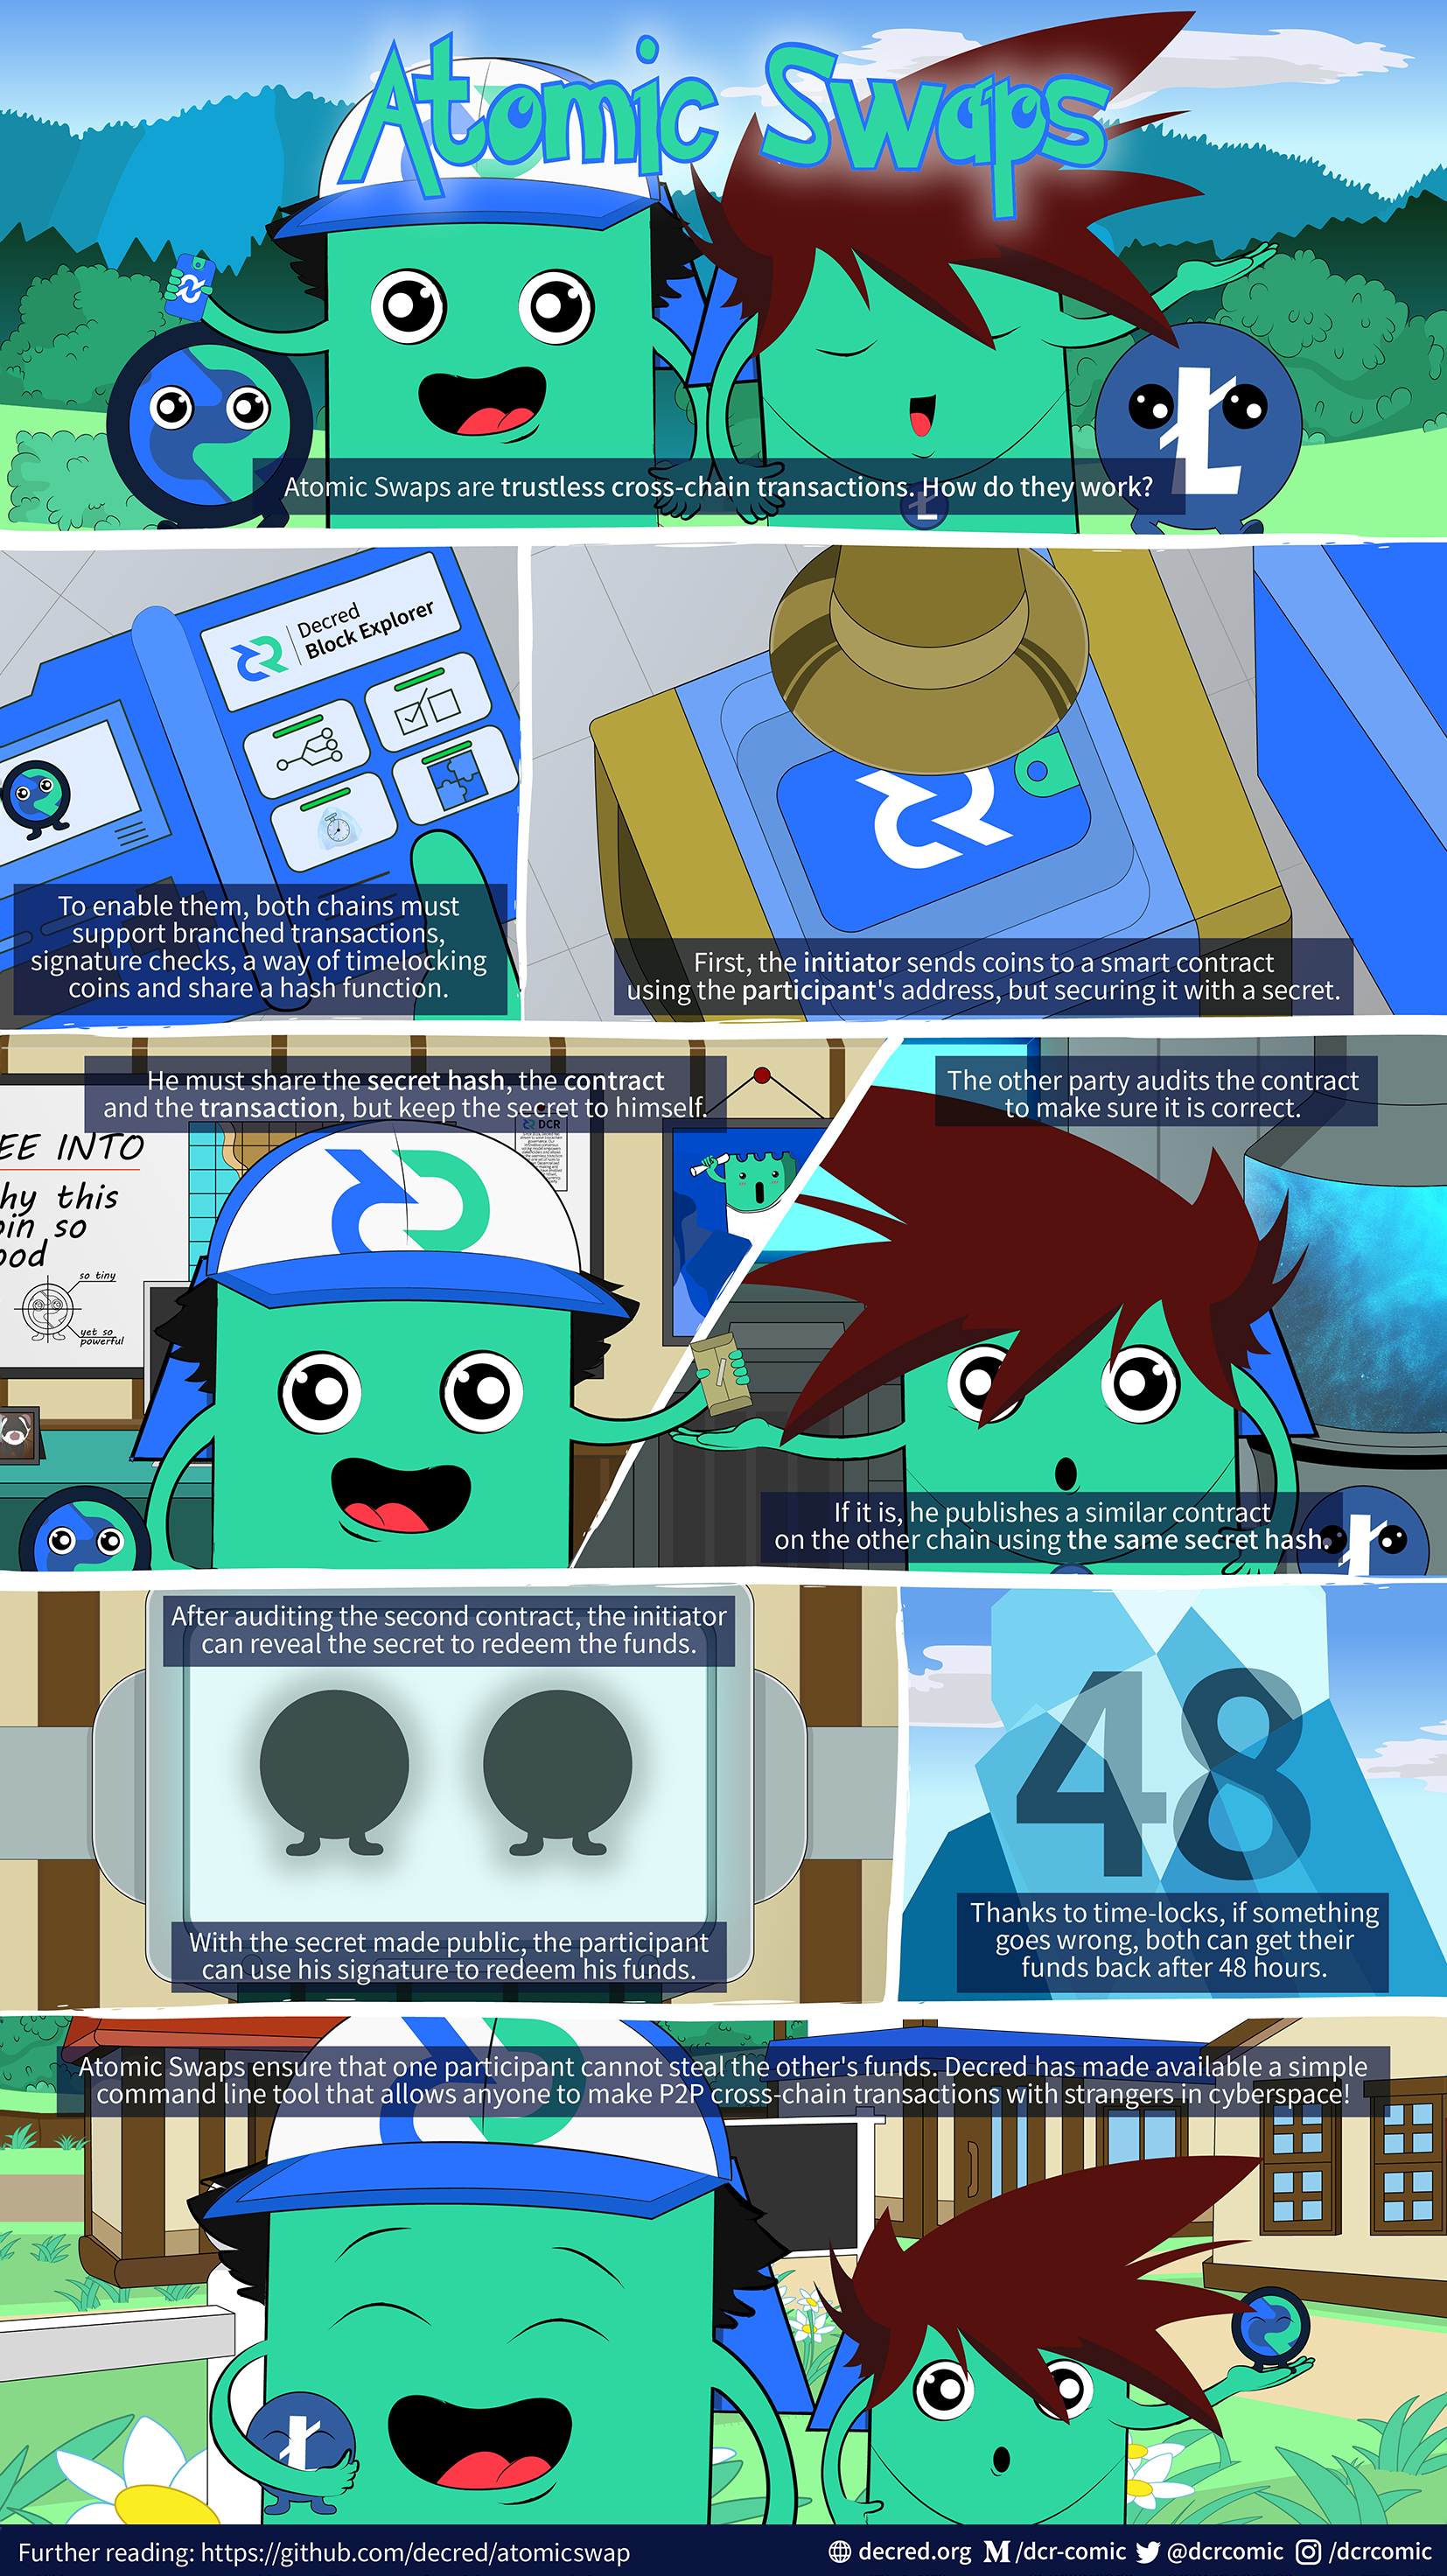 Atomic Swaps
Atomic Swaps are trustless cross-chain transactions. How do they work?
Decred
Block Explorer
To enable them, both chains must
support branched transactions,
signature checks, a way of timelocking
coins and share a hash function.
First, the initiator sends coins to a smart contract
using the participant's address, but securing it with a secret.
He must share the secret hash, the contract
and the transaction, but keep the secret to himself.
DCR
EE INTO
hy this
in so
ood
so tiny
yet so
powerful
The other party audits the contract
to make sure it is correct.
If it is, he publishes a similar contract
on the other chain using the same secret hash.
After auditing the second contract, the initiator
can reveal the secret to redeem the funds.
With the secret made public, the participant
can use his signature to redeem his funds.
48
Thanks to time-locks, if something
goes wrong, both can get their
funds back after 48 hours.
Atomic Swaps ensure that one participant cannot steal the other's funds. Decred has made available a simple
command line tool that allows anyone to make P2P cross-chain transactions with strangers in cyberspace!
Further reading: https://github.com/decred/atomicswap
decred.org /dcr-comic @dcrcomic /dcrcomic